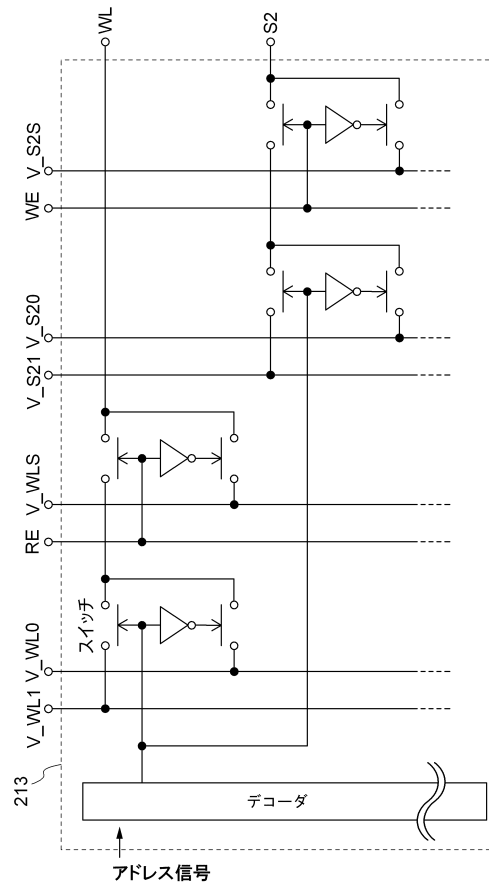 WL
S2
V_S2S
WE
V_S20
V_S21
V_WLS
RE
スイッチ
V_WL0
V_WL1
213
デコーダ
アドレス信号